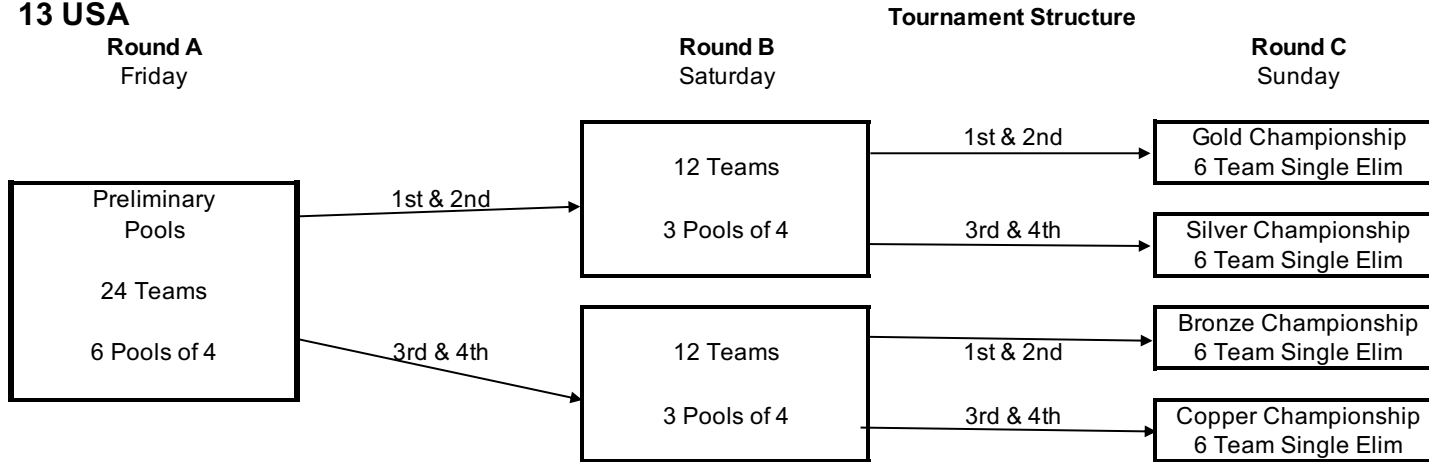 13 USA
Tournament Structure
Round A
Friday
Round B
Saturday
Round C
Sunday
Preliminary
Pools
24 Teams
6 Pools of 4
1st & 2nd
3rd & 4th
12 Teams
3 Pools of 4
12 Teams
3 Pools of 4
1st & 2nd
3rd & 4th
1st & 2nd
3rd & 4th
Gold Championship
6 Team Single Elim
Silver Championship
6 Team Single Elim
Bronze Championship
6 Team Single Elim
Copper Championship
6 Team Single Elim